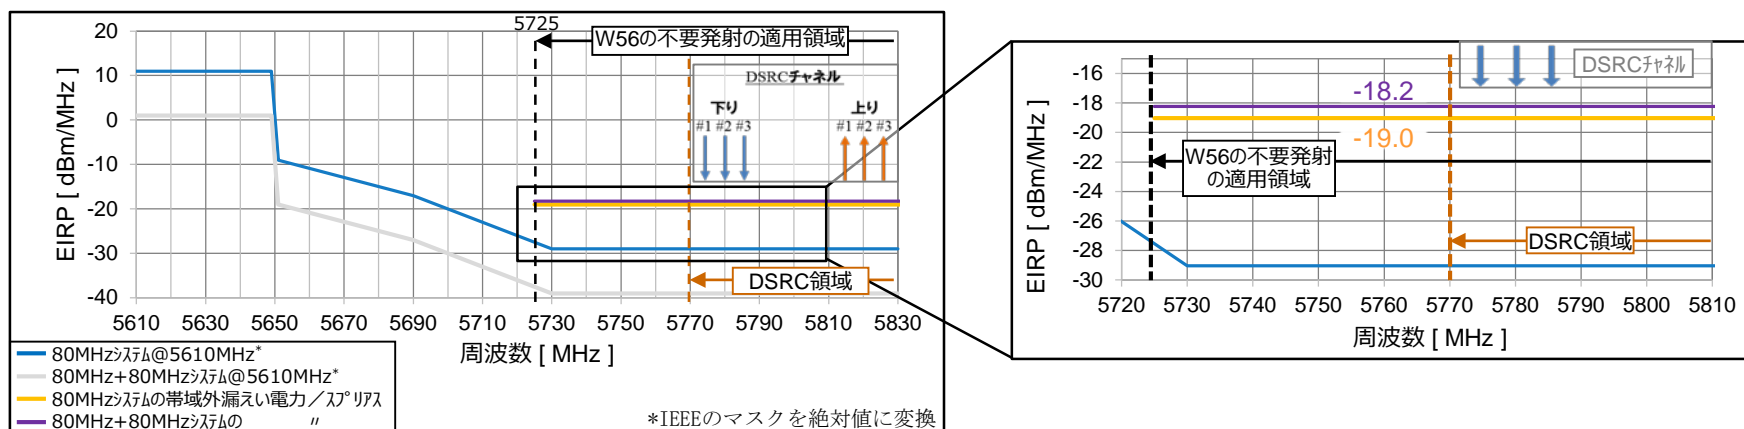 5725
W56の不要発射の適用領域
DSRCチャネル
下り
上り
#1 #2 #3
#1 #2 #3
20
10
0
-10
-20
-30
-40
EIRP [ dBm/MHz ]
DSRC領域
5610 5630 5650 5670 5690 5710 5730 5750 5770 5790 5810 5830
周波数 [ MHz ]
80MHzｼｽﾃﾑ@5610MHz*
80MHz+80MHzｼｽﾃﾑ@5610MHz*
80MHzｼｽﾃﾑの帯域外漏えい電力／ｽﾌﾟﾘｱｽ
80MHz+80MHzｼｽﾃﾑの 〃
*IEEEのマスクを絶対値に変換
DSRCﾁｬﾈﾙ
-16
-18
-20
-22
-24
-26
-28
-30
EIRP [ dBm/MHz ]
-18.2
-19.0
W56の不要発射
の適用領域
DSRC領域
5720 5730 5740 5750 5760 5770 5780 5790 5800 5810
周波数 [ MHz ]